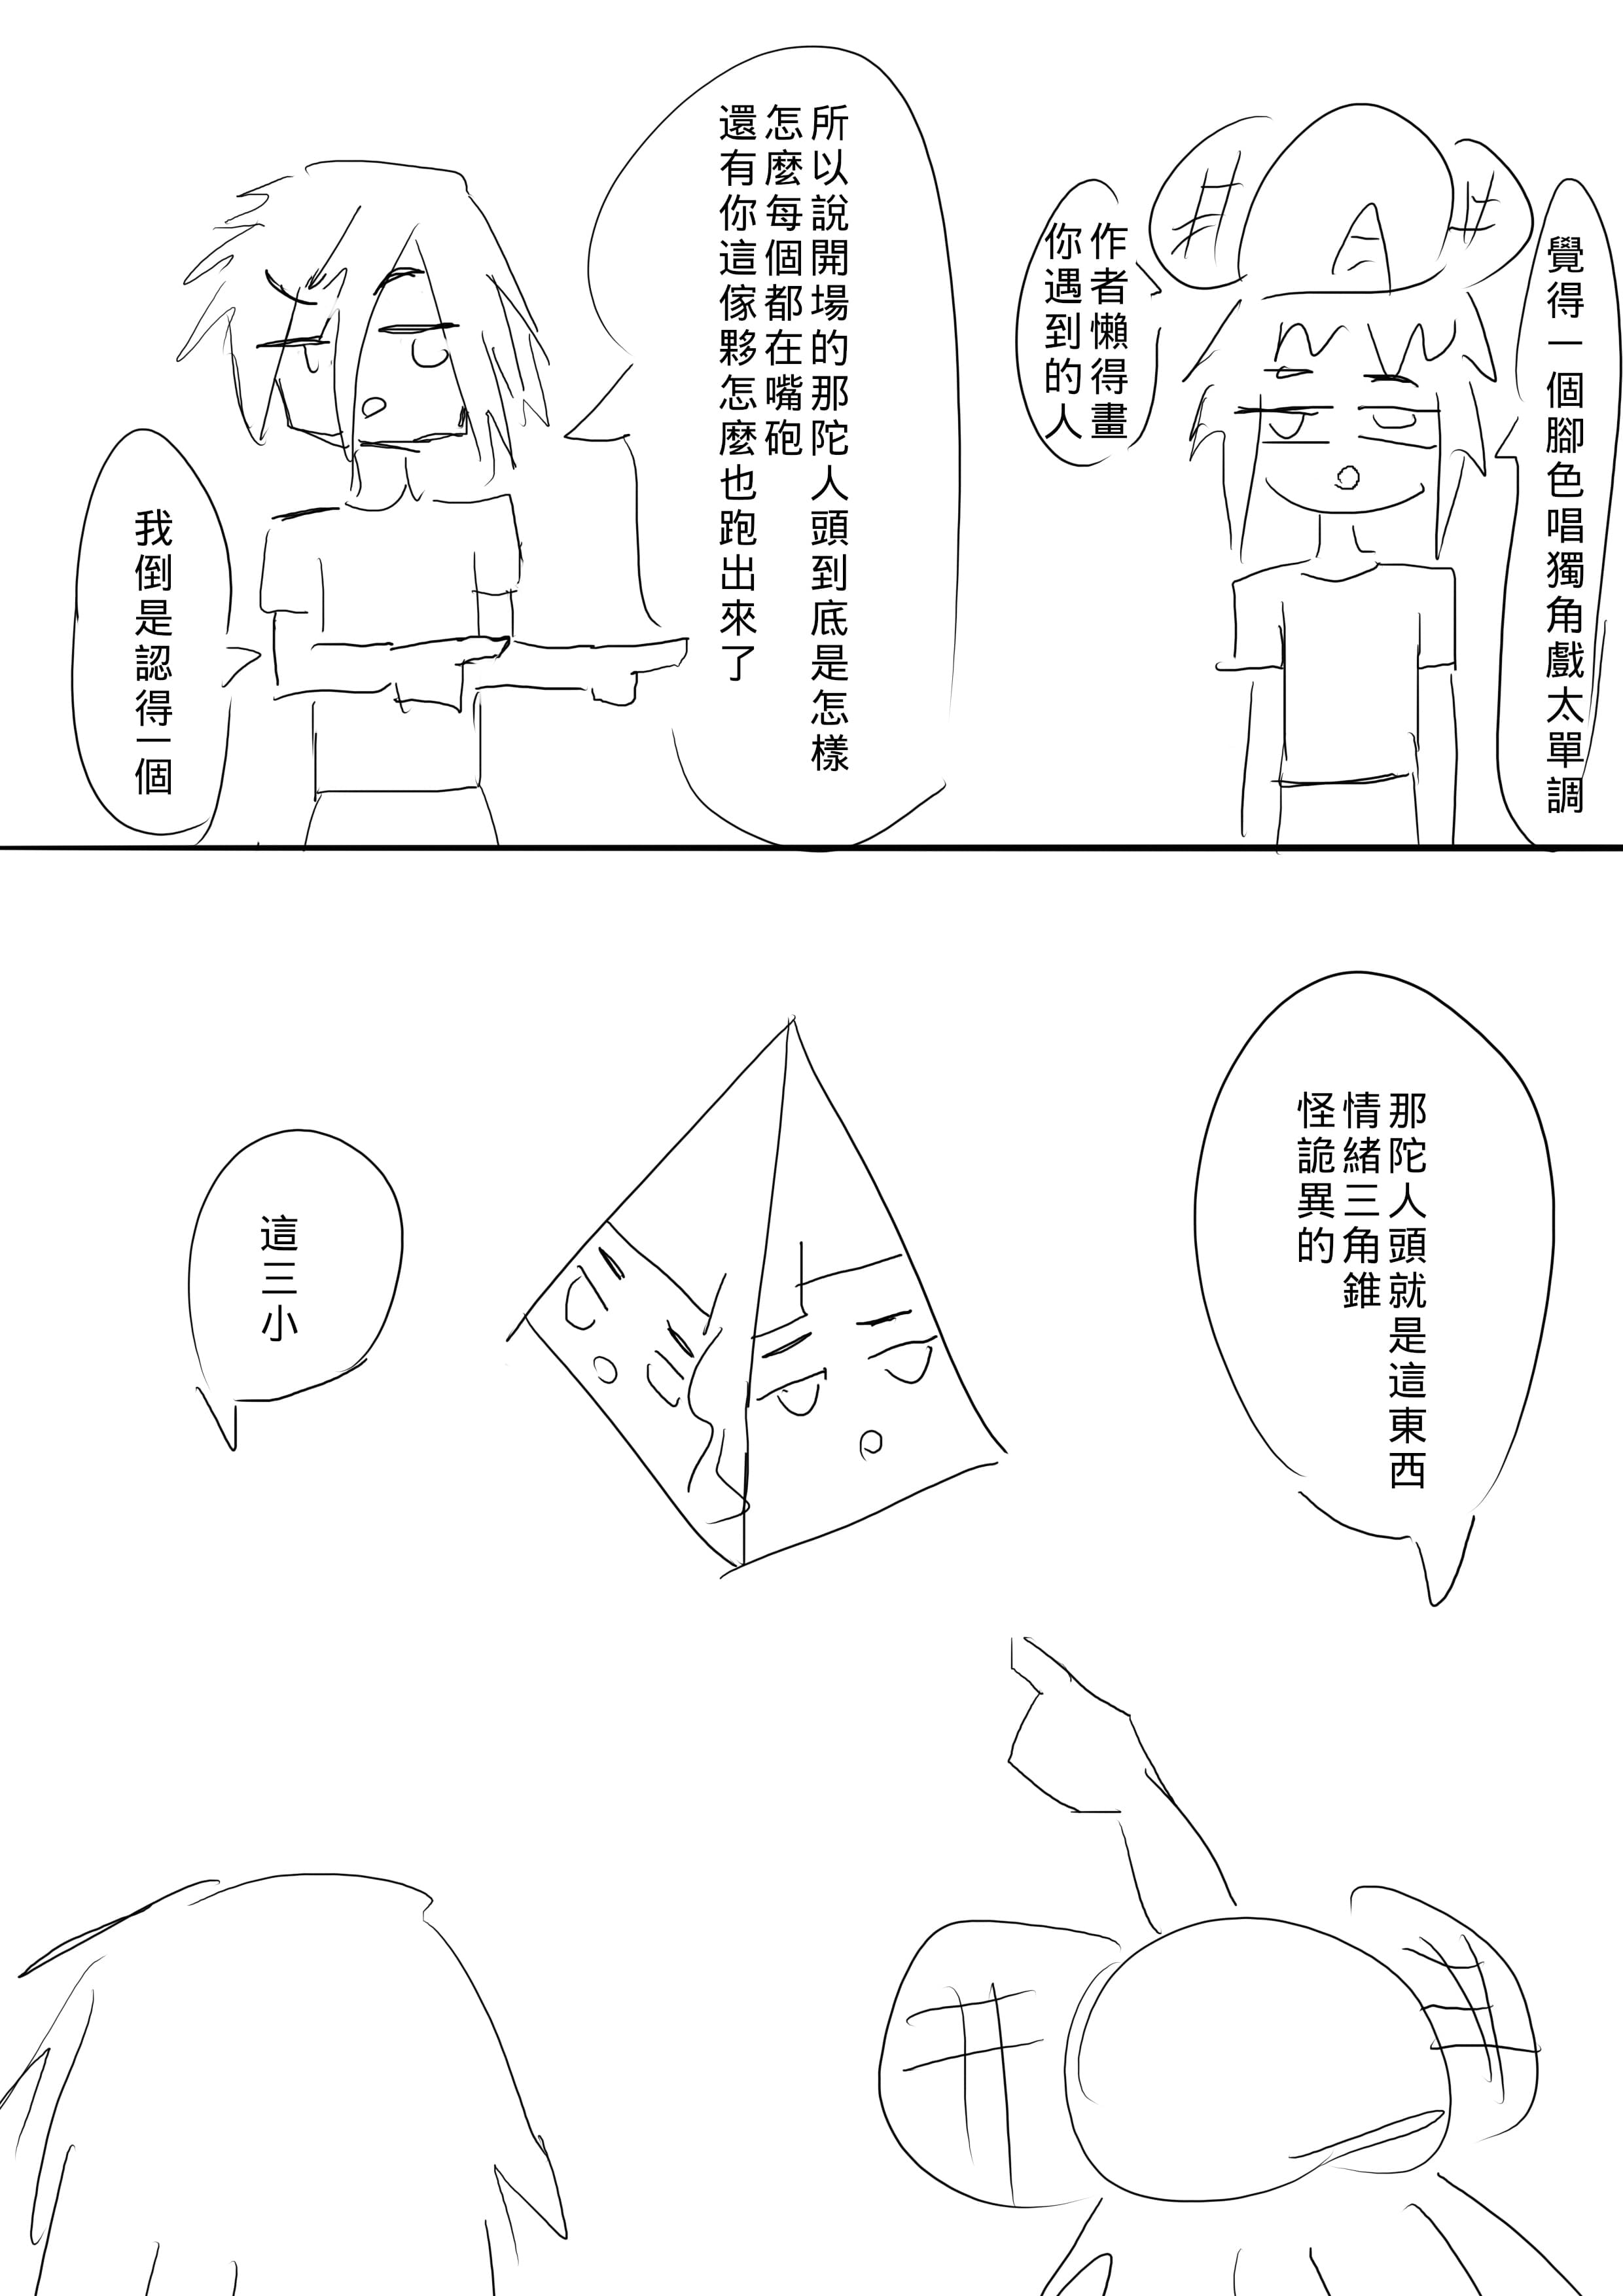 覺得一個腳色唱獨角戲太單調
作者懶得畫
你遇到的人
所以說開場的那陀人頭到底是怎樣
怎麼每個都在嘴砲
還有你這傢夥怎麼也跑出來了
我倒是認得一個
那陀人頭就是這東西
情緒三角錐
怪詭異的
這三小